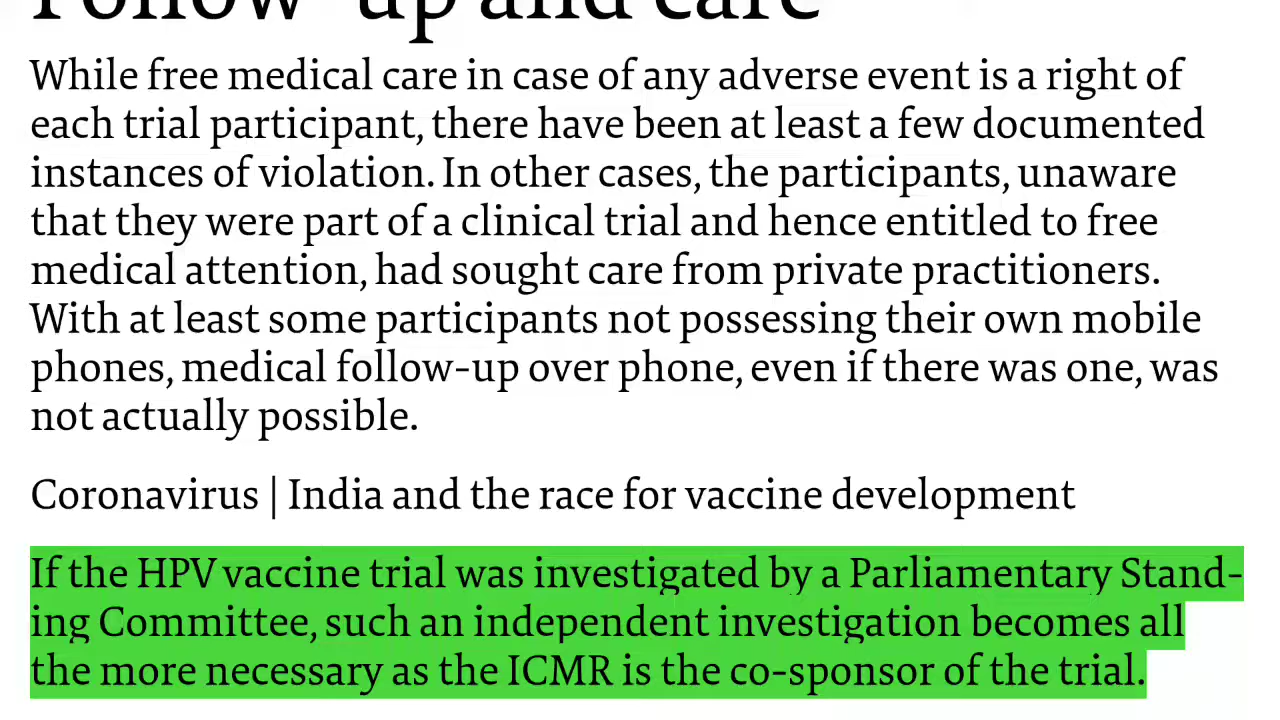 Follow-up and care
While free medical care in case of any adverse event is a right of
each trial participant, there have been at least a few documented
instances of violation. In other cases, the participants, unaware
that they were part of a clinical trial and hence entitled to free
medical attention, had sought care from private practitioners.
With at least some participants not possessing their own mobile
phones, medical follow-up over phone, even if there was one, was
not actually possible.
Coronavirus | India and the race for vaccine development
If the HPV vaccine trial was investigated by a Parliamentary Stand-
ing Committee, such an independent investigation becomes all
the more necessary as the ICMR is the co-sponsor of the trial.